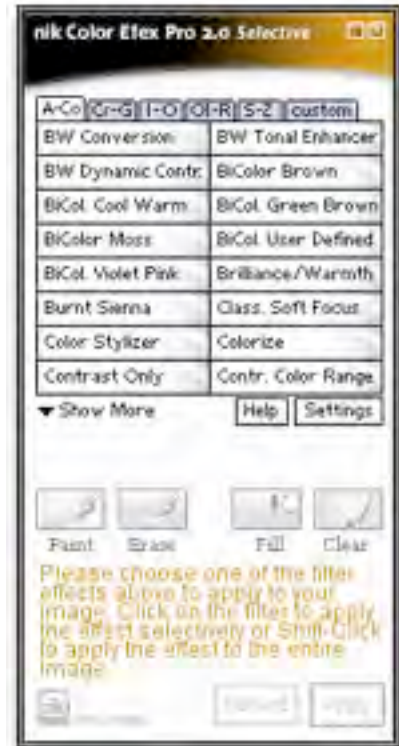 nik Color Efex Pro 2.0 Selective
A-Co Cr-G I-O Ol-R S-Z custom
BW Conversion BW Tonal Enhancer
BW Dynamic Contr. BiColor Brown
BiCol. Cool Warm BiCol. Green Brown
BiColor Moss BiCol. User Defined
BiCol. Violet Pink Brilliance/Warmth
Burnt Sienna Class. Soft Focus
Color Stylizer Colorize
Contrast Only Contr. Color Range
Show More Help Settings
Paint Erase Fill Clear
Please choose one of the filter
effects above to apply to your
image. Click on the filter to apply
the effect selectively or Shift-Click
to apply the effect to the entire
image.
Apply